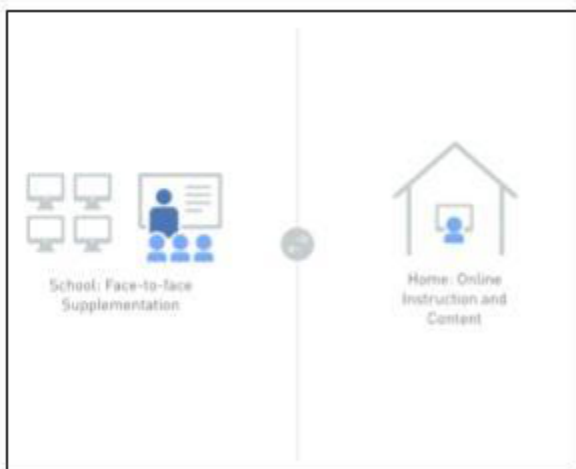 School: Face-to-face
Supplementation
Home: Online
Instruction and
Content